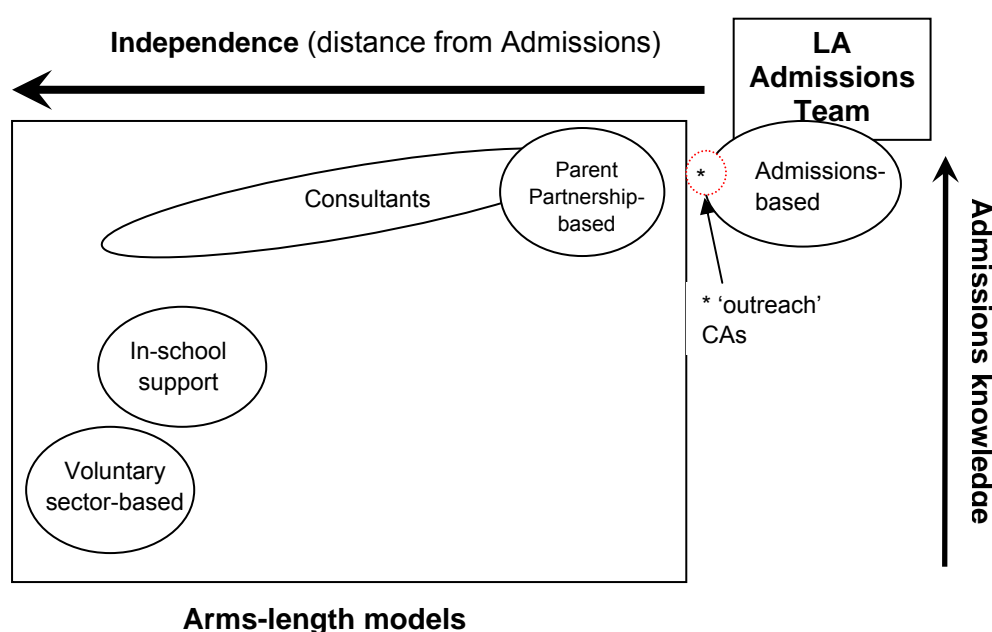 Independence (distance from Admissions)
LA
Admissions
Team
Consultants
Parent
Partnership-
based
*
Admissions-
based
* ‘outreach’
CAs
In-school
support
Voluntary
sector-based
Admissions knowledge
Arms-length models